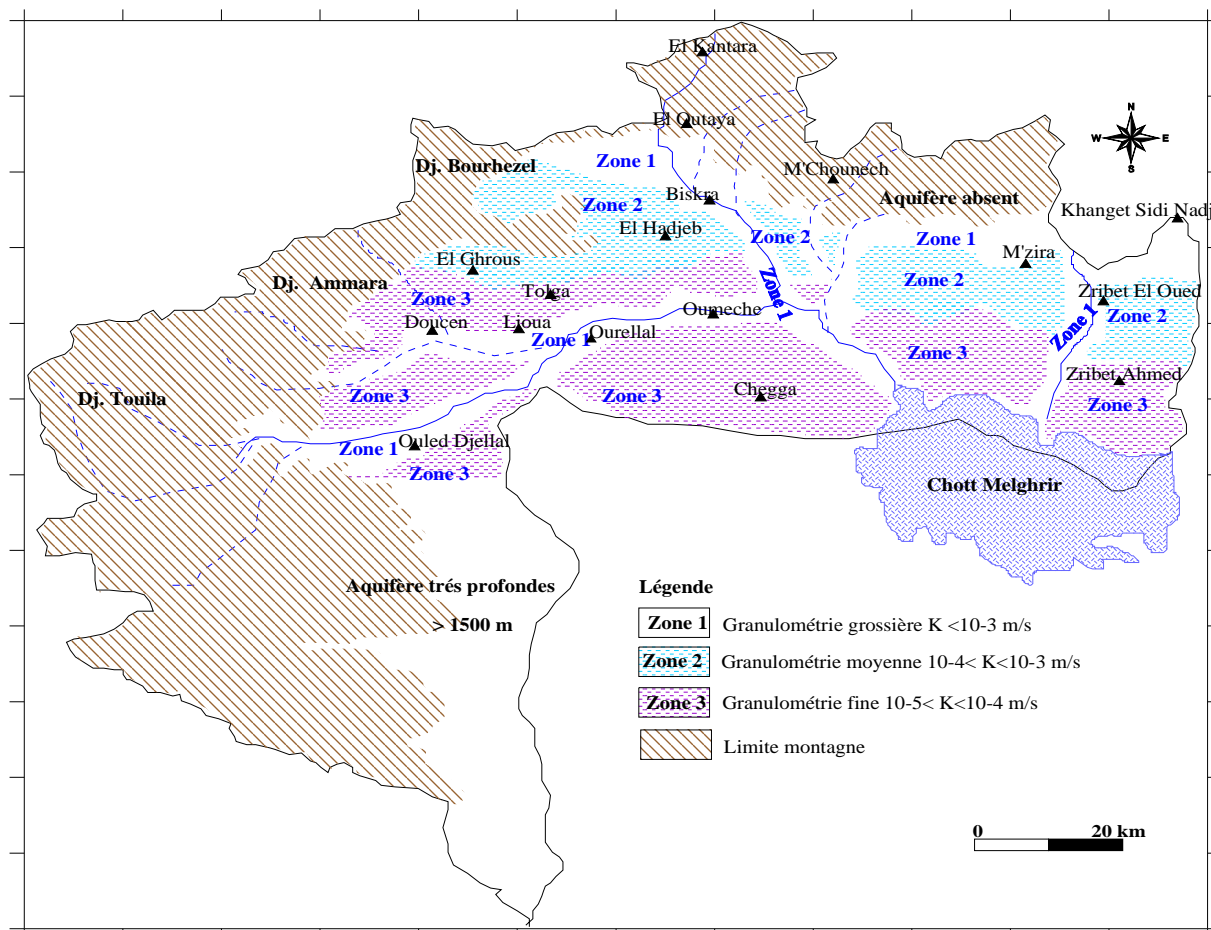 El Kantara
El Outaya
N
W
E
S
Zone 1
Dj. Bourhezel
M'Chounech
Biskra
Aquifère absent
Zone 2
Khanget Sidi Nadj
El Hadjeb
Zone 2
Zone 1
M'zira
El Ghrous
Dj. Ammara
Zone 2
Tolga
Zone 3
Zone 1
Zribet El Oued
Oumeche
Zone 2
Doucen
Lioua
Zone 1
Ourellal
Zone 1
Zone 3
Zribet Ahmed
Dj. Touila
Zone 3
Zone 3
Chegga
Zone 3
Ouled Djellal
Zone 1
Zone 3
Chott Melghrir
Aquifère trés profondes
> 1500 m
Légende
Zone 1 Granulométrie grossière K <10-3 m/s
Zone 2 Granulométrie moyenne 10-4< K<10-3 m/s
Zone 3 Granulométrie fine 10-5< K<10-4 m/s
Limite montagne
0 20 km